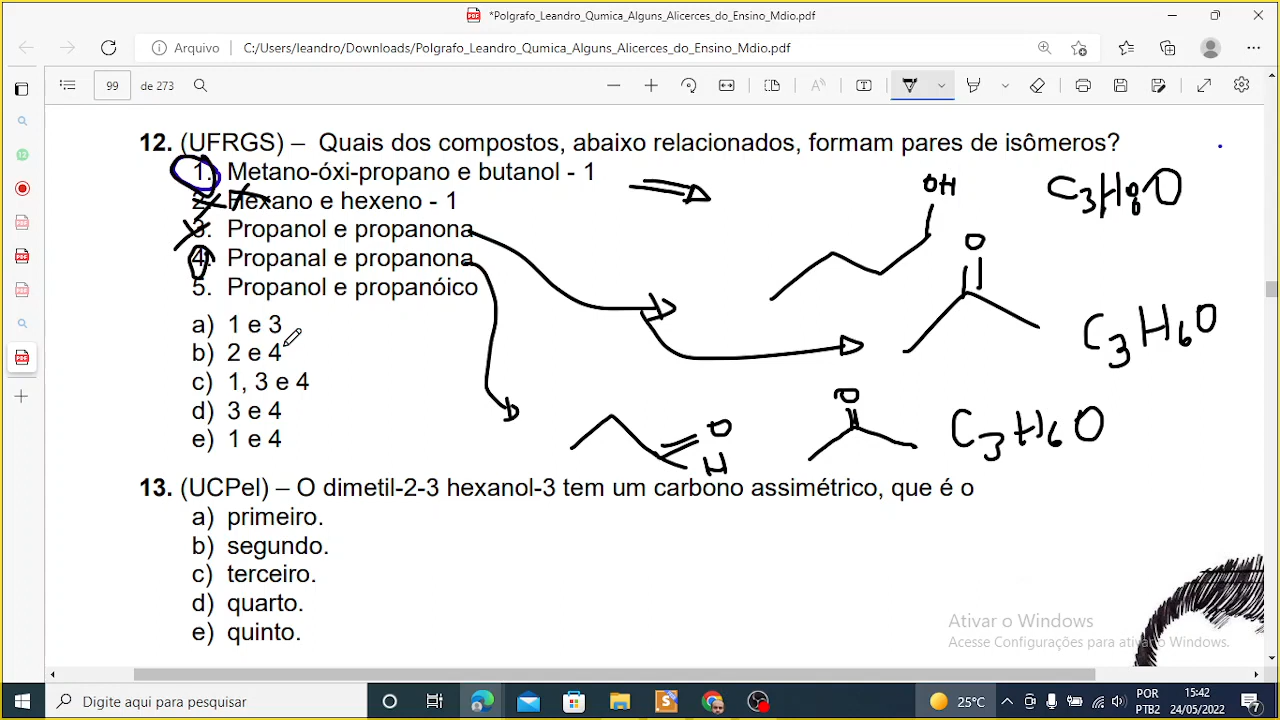 *Polgrafo_Leandro_Qumica_Alguns_Alicerces_do_Ensino_Mdio.pdf
Arquivo C:/Users/leandro/Downloads/Polgrafo_Leandro_Qumica_Alguns_Alicerces_do_Ensino_Mdio.pdf
99 de 273
12. (UFRGS) – Quais dos compostos, abaixo relacionados, formam pares de isômeros?
1. Metano-óxi-propano e butanol - 1
2. Hexano e hexeno - 1
3. Propanol e propanona
4. Propanal e propanona
5. Propanol e propanóico
a) 1 e 3
b) 2 e 4
c) 1, 3 e 4
d) 3 e 4
e) 1 e 4
OH
C3H8O
O
C3H6O
O
H
O
C3H6O
13. (UCPel) – O dimetil-2-3 hexanol-3 tem um carbono assimétrico, que é o
a) primeiro.
b) segundo.
c) terceiro.
d) quarto.
e) quinto.
Ativar o Windows
Acesse Configurações para ativar o Windows.
Digite aqui para pesquisar
25°C
POR
PTB2
15:42
24/05/2022
7